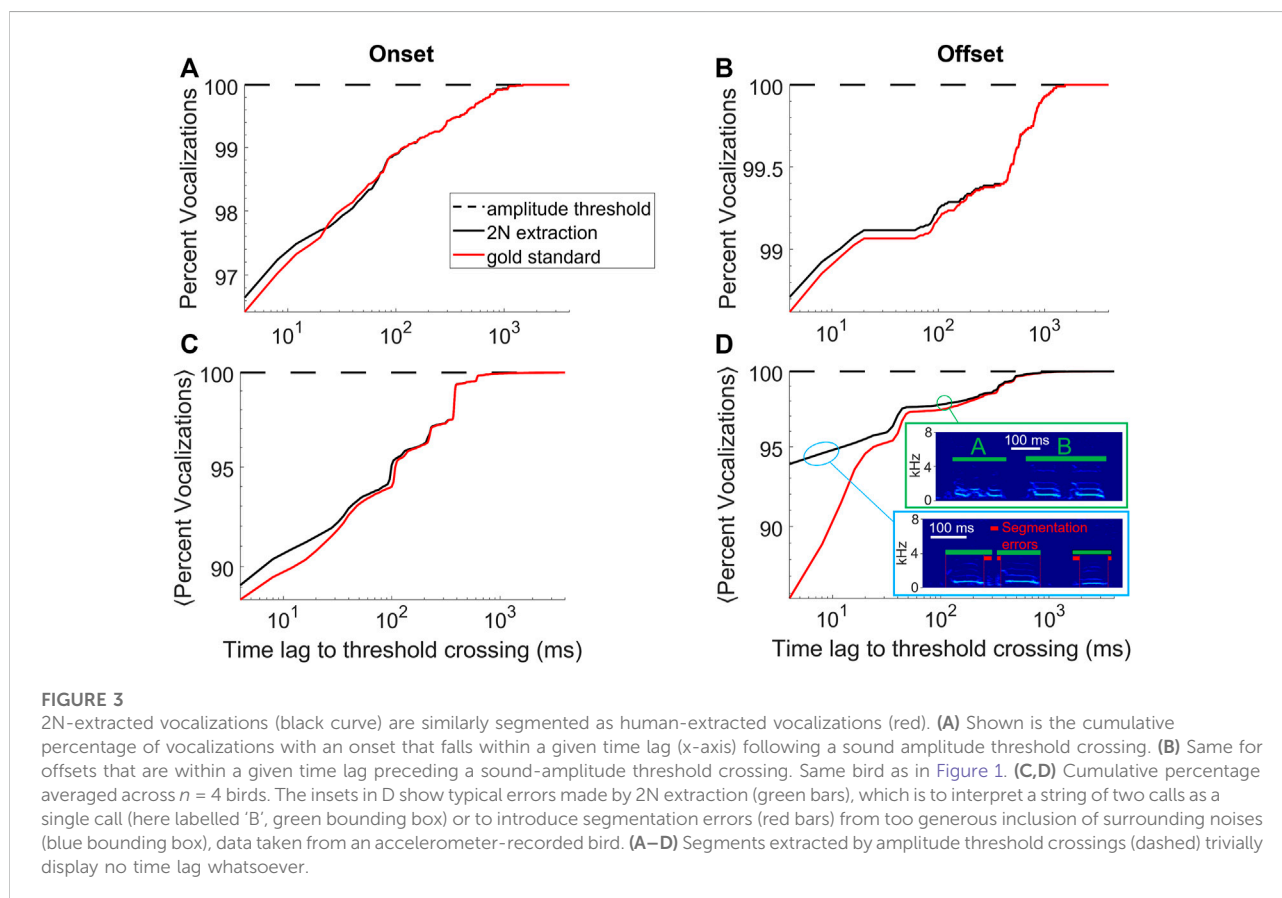 Onset
Offset
A
B
Percent Vocalizations
100
99
98
97
10¹
10²
10³
amplitude threshold
2N extraction
gold standard
Percent Vocalizations
100
99.5
99
10¹
10²
10³
C
D
⟨Percent Vocalizations⟩
100
95
90
10¹
10²
10³
Time lag to threshold crossing (ms)
⟨Percent Vocalizations⟩
100
95
90
10¹
10²
10³
Time lag to threshold crossing (ms)
8
4
0
kHz
A
100 ms
B
8
4
0
kHz
100 ms
Segmentation
errors
FIGURE 3
2N-extracted vocalizations (black curve) are similarly segmented as human-extracted vocalizations (red). (A) Shown is the cumulative
percentage of vocalizations with an onset that falls within a given time lag (x-axis) following a sound amplitude threshold crossing. (B) Same for
offsets that are within a given time lag preceding a sound-amplitude threshold crossing. Same bird as in Figure 1. (C,D) Cumulative percentage
averaged across n = 4 birds. The insets in D show typical errors made by 2N extraction (green bars), which is to interpret a string of two calls as a
single call (here labelled ‘B’, green bounding box) or to introduce segmentation errors (red bars) from too generous inclusion of surrounding noises
(blue bounding box), data taken from an accelerometer-recorded bird. (A–D) Segments extracted by amplitude threshold crossings (dashed) trivially
display no time lag whatsoever.